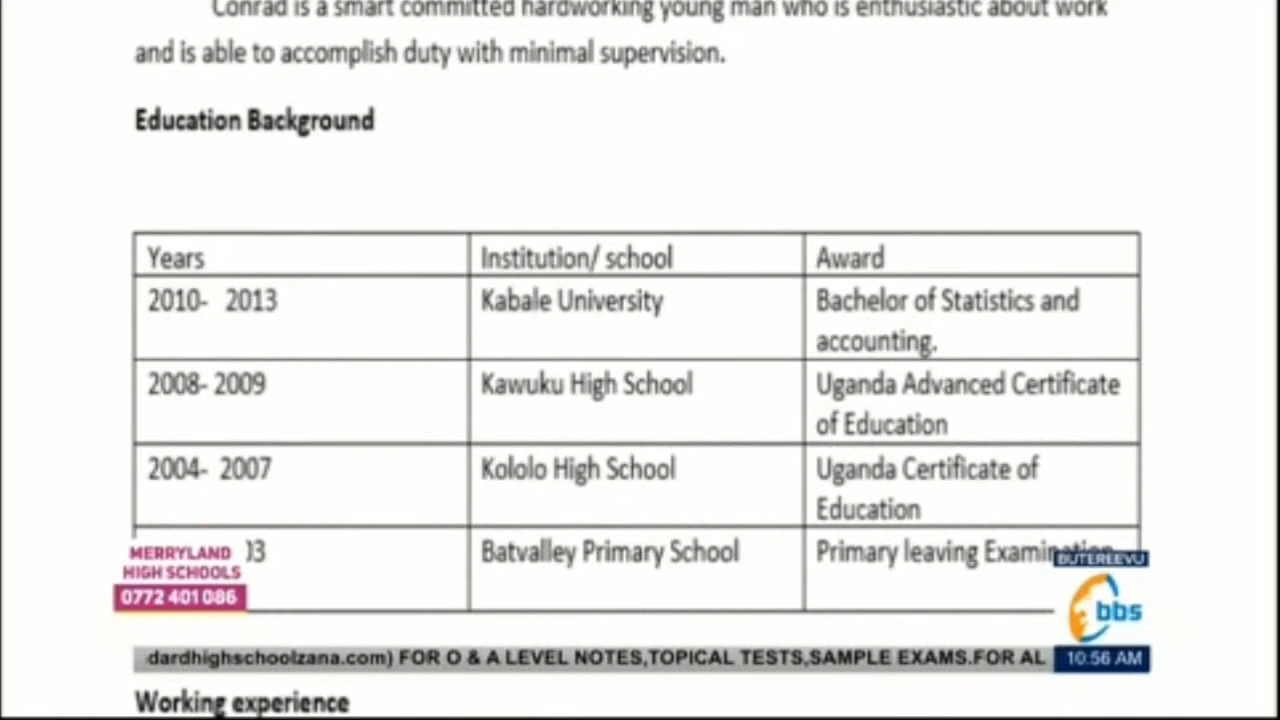 Conrad is a smart committed hardworking young man who is enthusiastic about work
and is able to accomplish duty with minimal supervision.
Education Background
Years Institution/ school Award
2010- 2013 Kabale University Bachelor of Statistics and
accounting.
2008- 2009 Kawuku High School Uganda Advanced Certificate
of Education
2004- 2007 Kololo High School Uganda Certificate of
Education
Batvalley Primary School Primary leaving Examination
MERRYLAND
HIGH SCHOOLS
0772 401 086
BUTEREEVU
bbs
dardhighschoolzana.com) FOR O & A LEVEL NOTES,TOPICAL TESTS,SAMPLE EXAMS.FOR AL
10:56 AM
Working experience